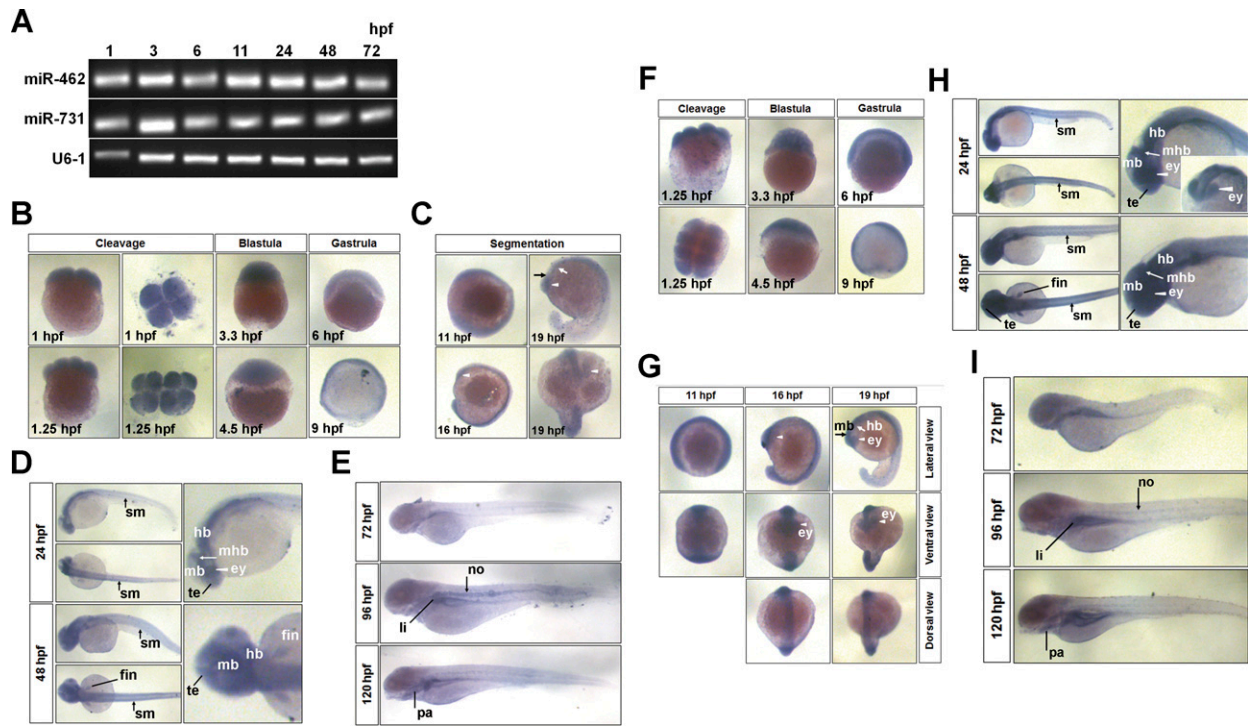 A
hpf
1 3 6 11 24 48 72
miR-462
miR-731
U6-1
B
Cleavage Blastula Gastrula
1 hpf 1 hpf 3.3 hpf 6 hpf
1.25 hpf 1.25 hpf 4.5 hpf 9 hpf
C
Segmentation
11 hpf 19 hpf
16 hpf 19 hpf
D
24 hpf
sm
sm
hb
mhb
mb ey
te
48 hpf
sm
fin
sm
fin
hb
mb
te
E
72 hpf
96 hpf
no
li
120 hpf
pa
F
Cleavage Blastula Gastrula
1.25 hpf 3.3 hpf 6 hpf
1.25 hpf 4.5 hpf 9 hpf
G
11 hpf 16 hpf 19 hpf
mb hb
ey
Lateral view
ey ey
Ventral view
Dorsal view
H
24 hpf
sm
sm
hb
mhb
mb
ey
te
ey
48 hpf
sm
fin
te
sm
hb
mhb
mb
ey
te
I
72 hpf
96 hpf
no
li
120 hpf
pa